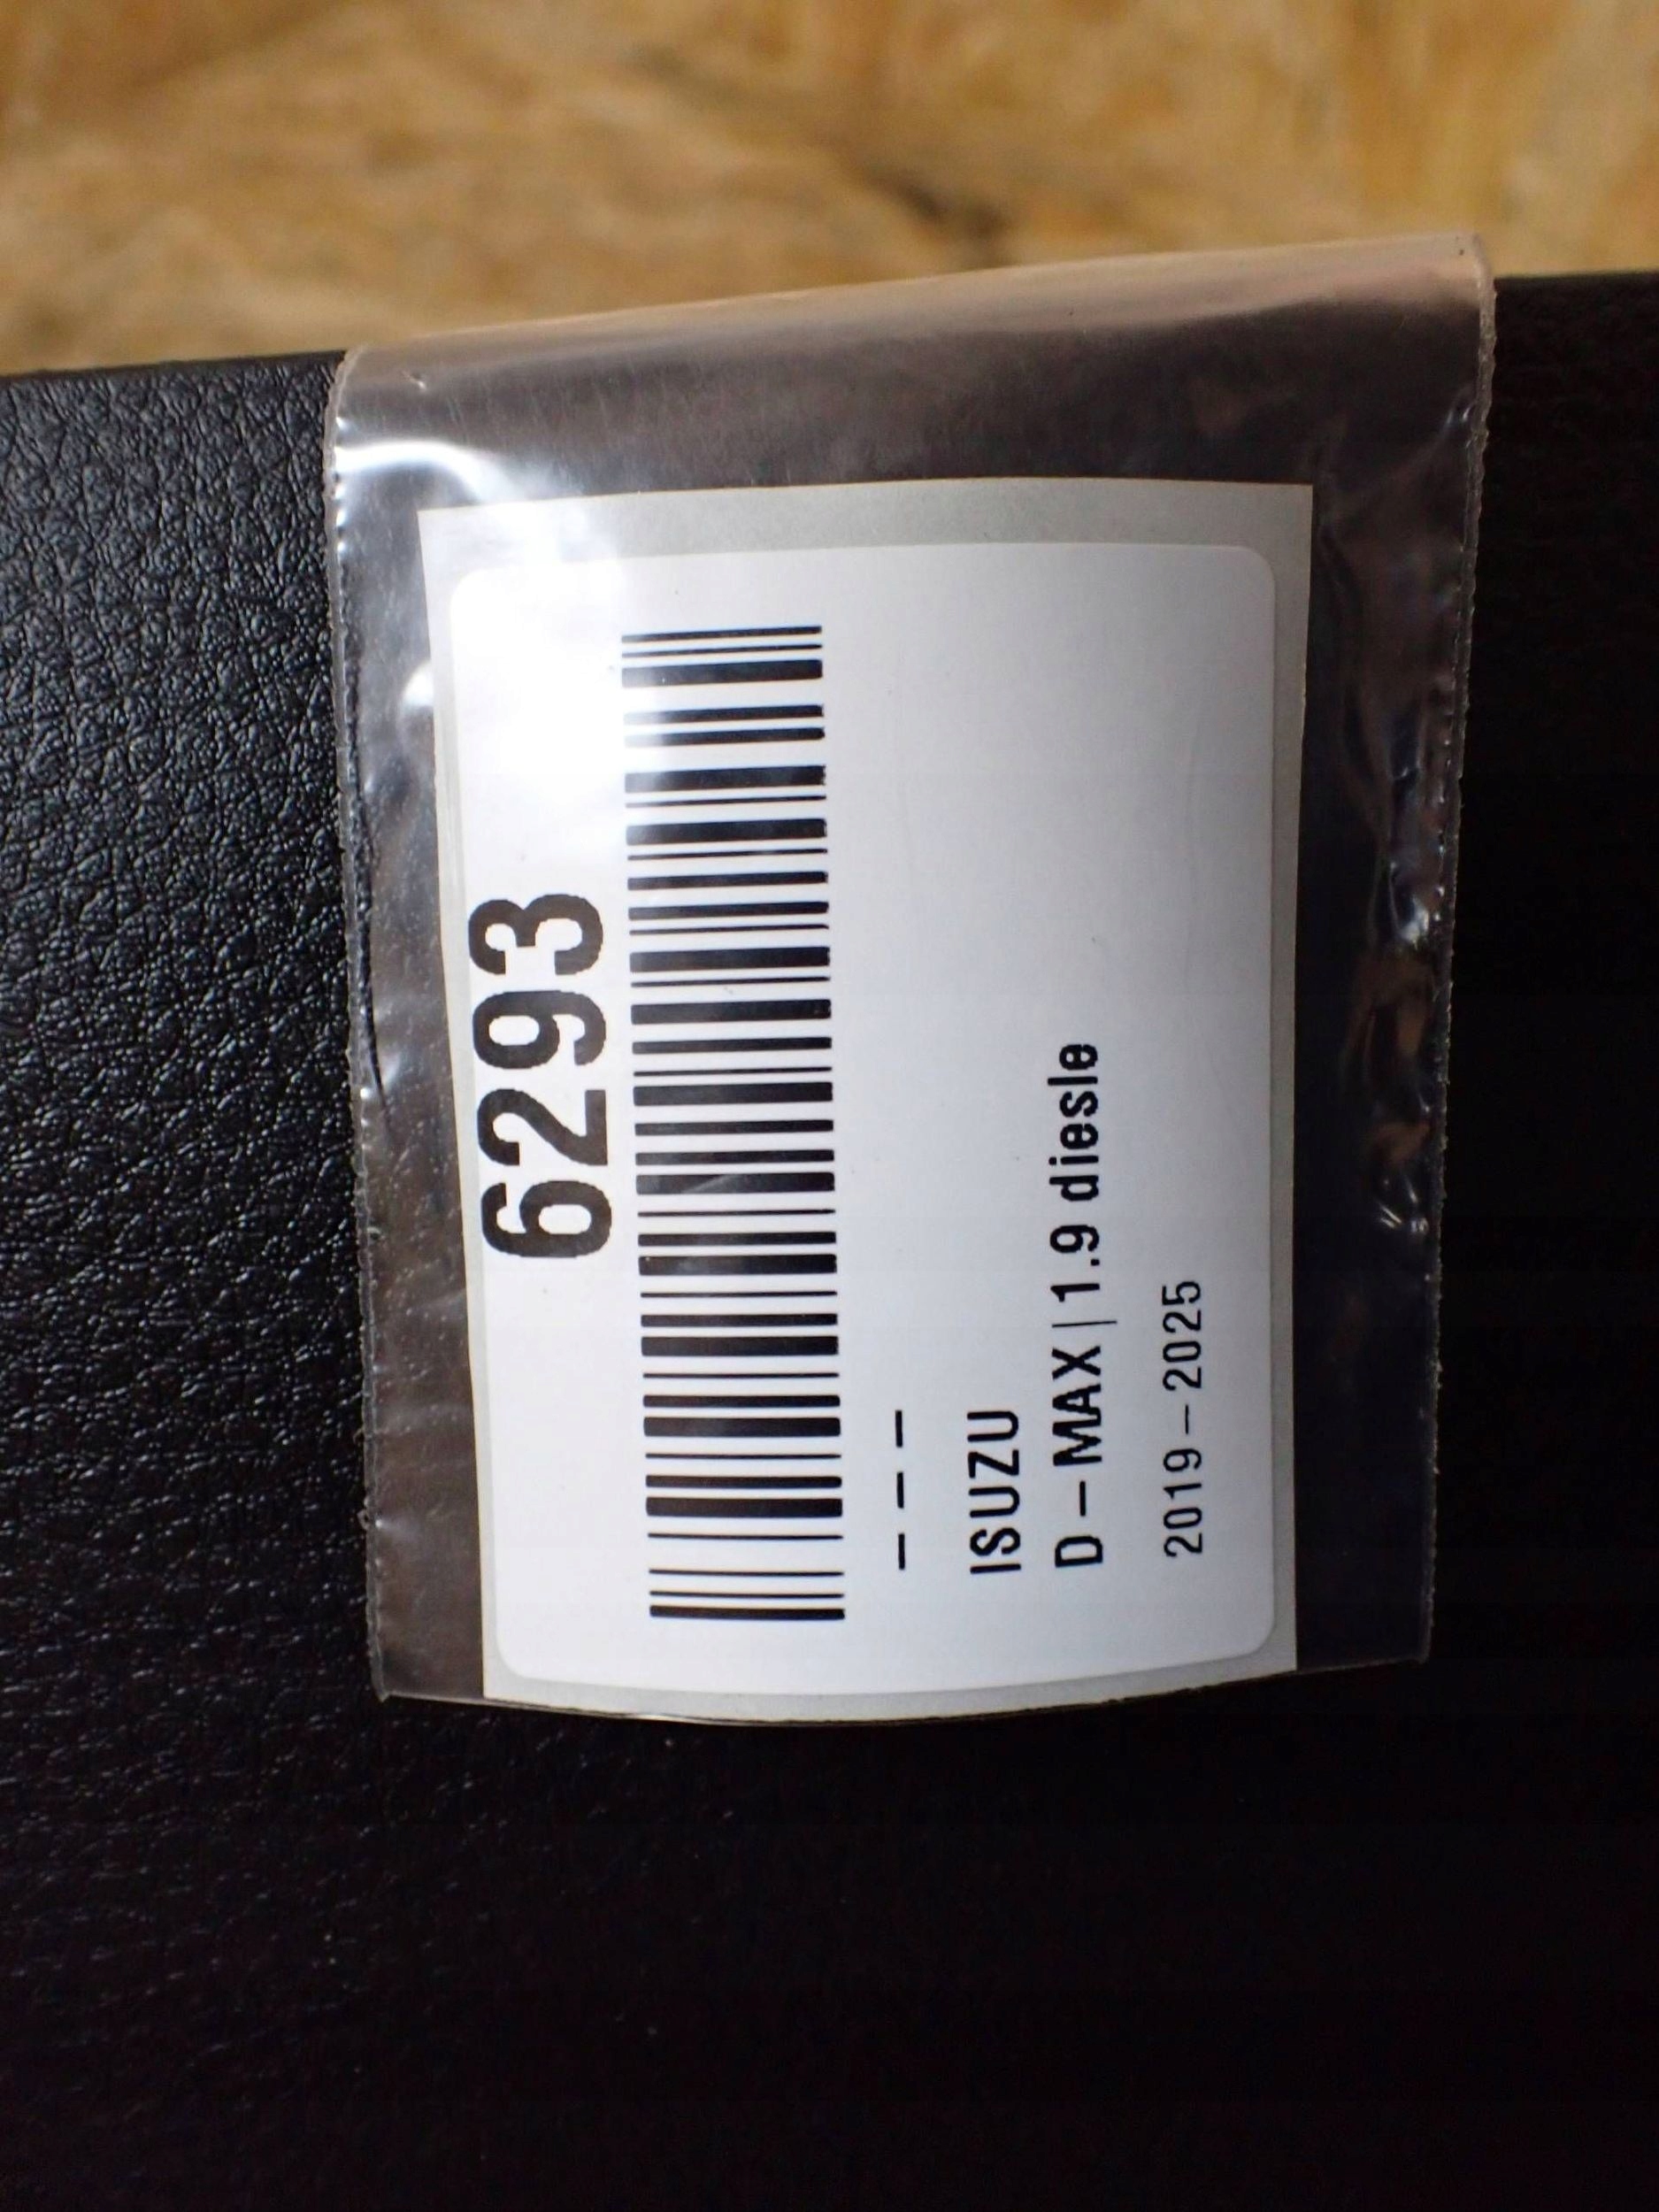 6293
- - -
ISUZU
D-MAX | 1.9 diesle
2019-2025